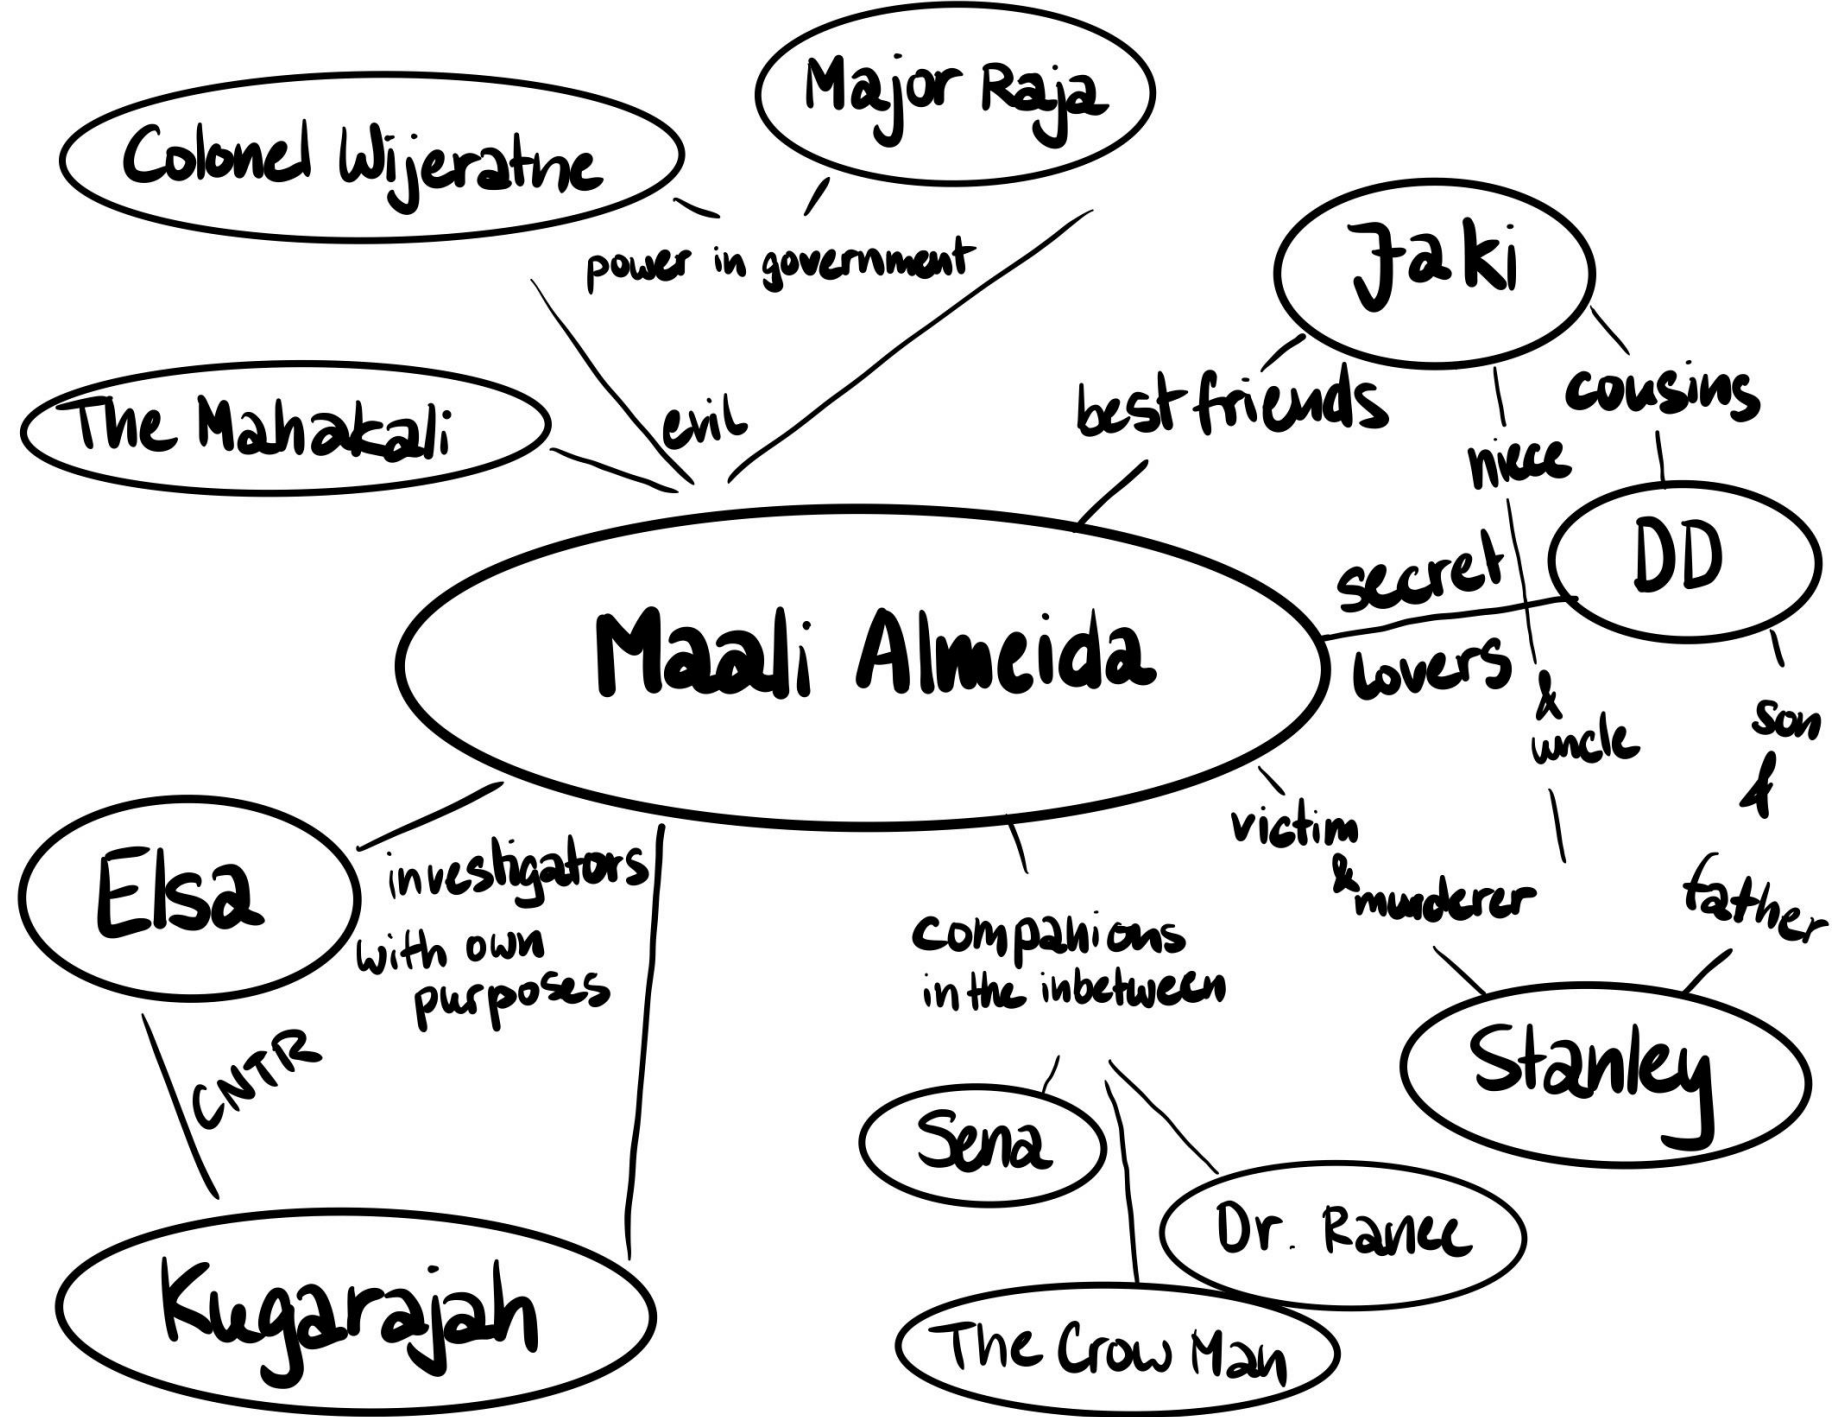 Major Raja
Colonel Wijeratne
power in government
Jaki
The Mahakali
evil
best friends
cousins
niece
&
uncle
DD
secret
lovers
Maali Almeida
son
&
father
Elsa
investigators
with own
purposes
victim
&
murderer
companions
in the inbetween
CNTR
Stanley
Sena
Dr. Ranee
Kugarajah
The Crow Man